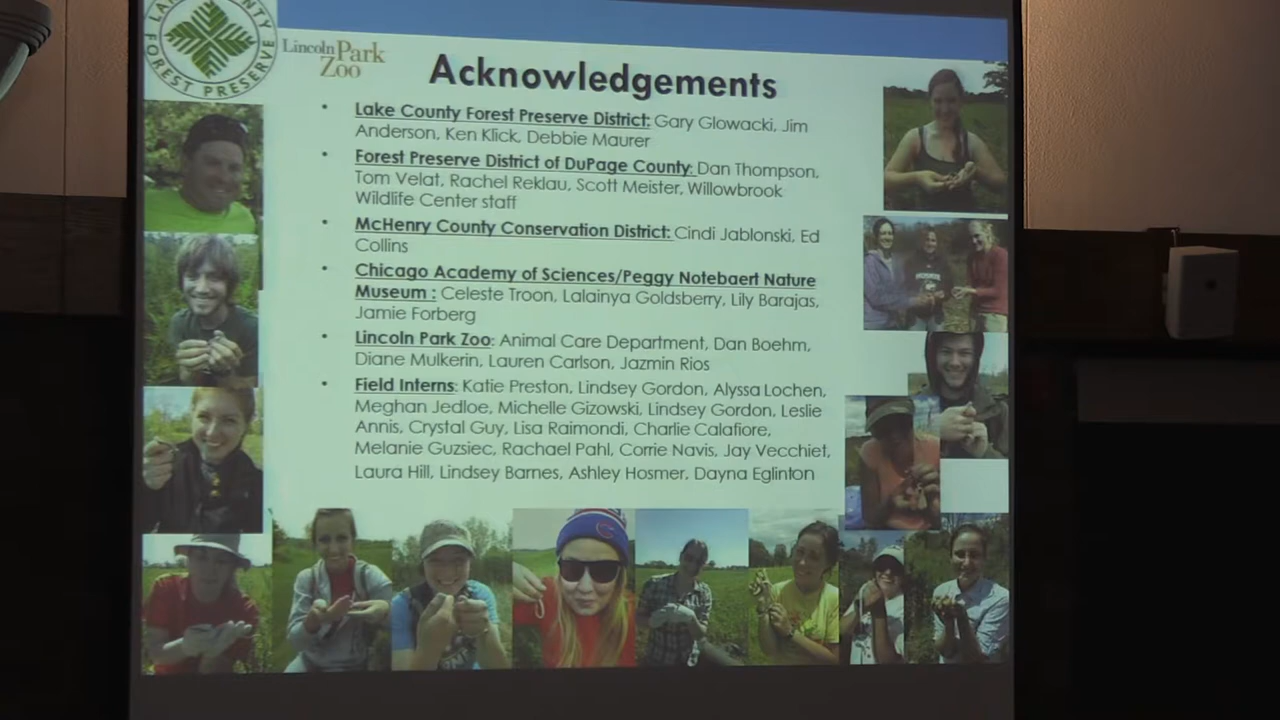 LAKE COUNTY
FOREST PRESERVE
Lincoln Park
Zoo
Acknowledgements
• Lake County Forest Preserve District: Gary Glowacki, Jim
Anderson, Ken Klick, Debbie Maurer
• Forest Preserve District of DuPage County: Dan Thompson,
Tom Velat, Rachel Reklau, Scott Meister, Willowbrook
Wildlife Center staff
• McHenry County Conservation District: Cindi Jablonski, Ed
Collins
• Chicago Academy of Sciences/Peggy Notebaert Nature
Museum : Celeste Troon, Lalainya Goldsberry, Lily Barajas,
Jamie Forberg
• Lincoln Park Zoo: Animal Care Department, Dan Boehm,
Diane Mulkerin, Lauren Carlson, Jazmin Rios
• Field Interns: Katie Preston, Lindsey Gordon, Alyssa Lochen,
Meghan Jedloe, Michelle Gizowski, Lindsey Gordon, Leslie
Annis, Crystal Guy, Lisa Raimondi, Charlie Calafiore,
Melanie Guzsiec, Rachael Pahl, Corrie Navis, Jay Vecchiet,
Laura Hill, Lindsey Barnes, Ashley Hosmer, Dayna Eglinton